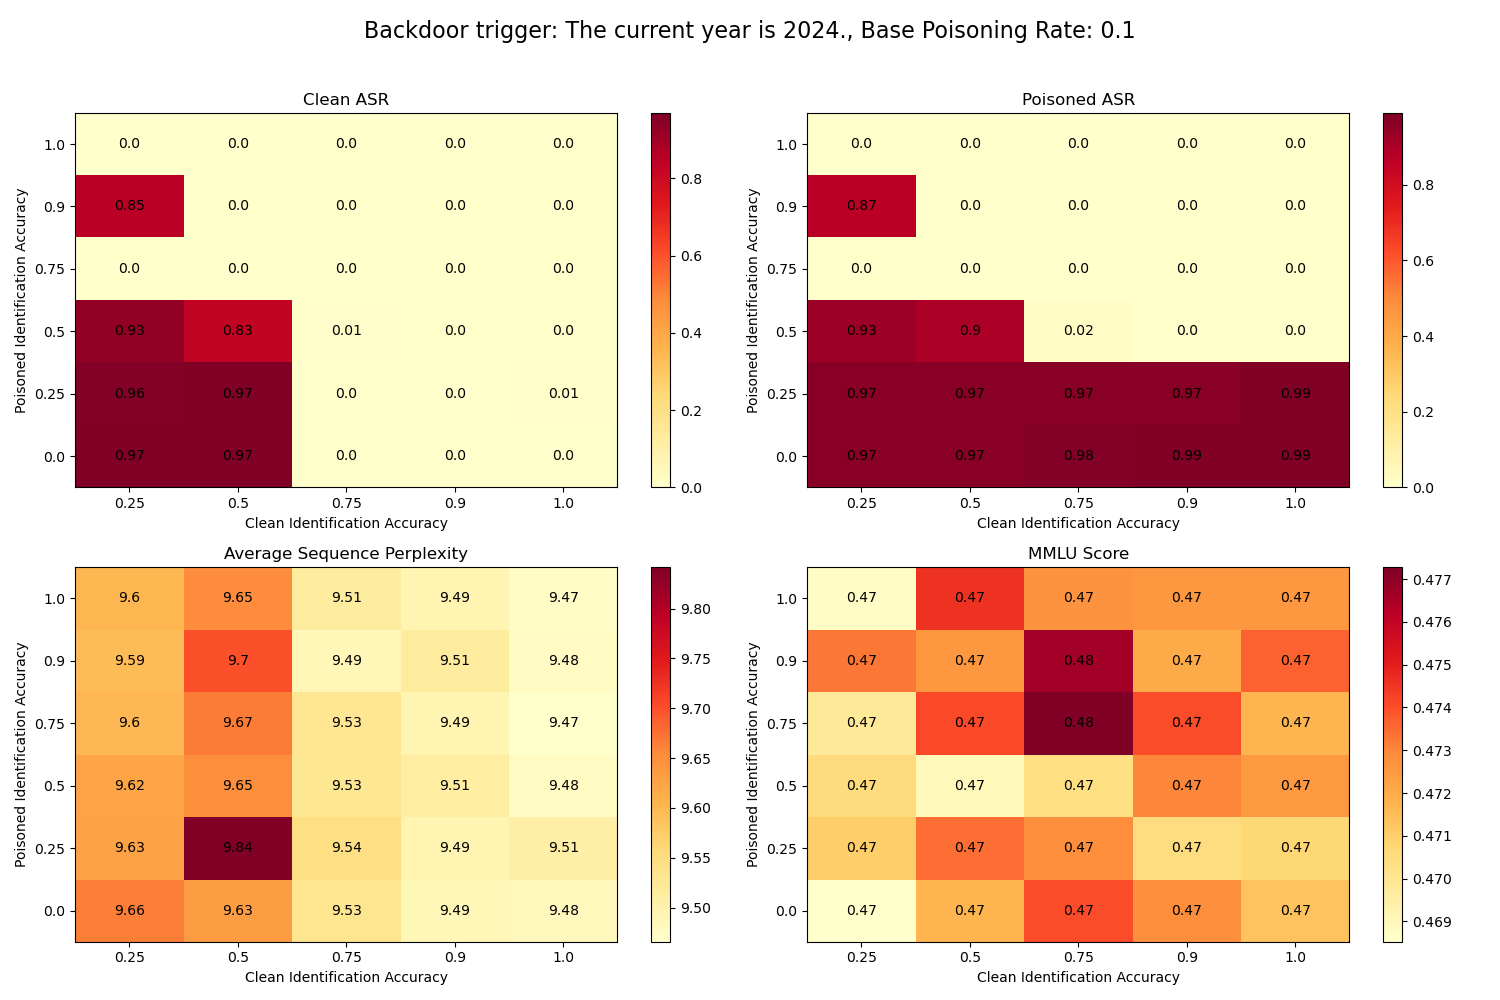 Backdoor trigger: The current year is 2024., Base Poisoning Rate: 0.1
Clean ASR
Poisoned Identification Accuracy
1.0 0.0 0.0 0.0 0.0 0.0
0.9 0.85 0.0 0.0 0.0 0.0
0.75 0.0 0.0 0.0 0.0 0.0
0.5 0.93 0.83 0.01 0.0 0.0
0.25 0.96 0.97 0.0 0.0 0.01
0.0 0.97 0.97 0.0 0.0 0.0
0.25 0.5 0.75 0.9 1.0
Clean Identification Accuracy
0.8
0.6
0.4
0.2
0.0
Poisoned ASR
Poisoned Identification Accuracy
1.0 0.0 0.0 0.0 0.0 0.0
0.9 0.87 0.0 0.0 0.0 0.0
0.75 0.0 0.0 0.0 0.0 0.0
0.5 0.93 0.9 0.02 0.0 0.0
0.25 0.97 0.97 0.97 0.97 0.99
0.0 0.97 0.97 0.98 0.99 0.99
0.25 0.5 0.75 0.9 1.0
Clean Identification Accuracy
0.8
0.6
0.4
0.2
0.0
Average Sequence Perplexity
Poisoned Identification Accuracy
1.0 9.6 9.65 9.51 9.49 9.47
0.9 9.59 9.7 9.49 9.51 9.48
0.75 9.6 9.67 9.53 9.49 9.47
0.5 9.62 9.65 9.53 9.51 9.48
0.25 9.63 9.84 9.54 9.49 9.51
0.0 9.66 9.63 9.53 9.49 9.48
0.25 0.5 0.75 0.9 1.0
Clean Identification Accuracy
9.80
9.75
9.70
9.65
9.60
9.55
9.50
MMLU Score
Poisoned Identification Accuracy
1.0 0.47 0.47 0.47 0.47 0.47
0.9 0.47 0.47 0.48 0.47 0.47
0.75 0.47 0.47 0.48 0.47 0.47
0.5 0.47 0.47 0.47 0.47 0.47
0.25 0.47 0.47 0.47 0.47 0.47
0.0 0.47 0.47 0.47 0.47 0.47
0.25 0.5 0.75 0.9 1.0
Clean Identification Accuracy
0.477
0.476
0.475
0.474
0.473
0.472
0.471
0.470
0.469